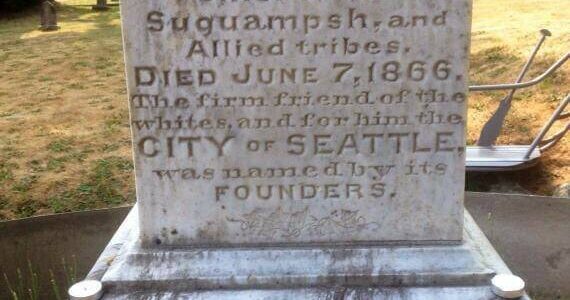 Suquampsh, and
Allied tribes.
DIED JUNE 7, 1866.
The firm friend of the
whites, and for him the
CITY OF SEATTLE,
was named by its
FOUNDERS.